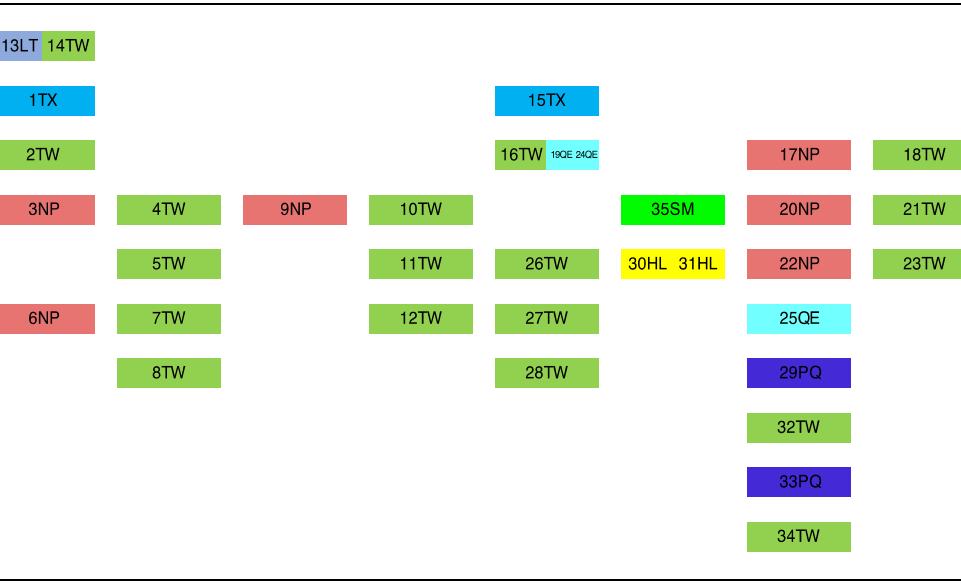 13LT 14TW
1TX 15TX
2TW 16TW 19QE 24QE 17NP 18TW
3NP 4TW 9NP 10TW 35SM 20NP 21TW
5TW 11TW 26TW 30HL 31HL 22NP 23TW
6NP 7TW 12TW 27TW 25QE
8TW 28TW 29PQ
32TW
33PQ
34TW